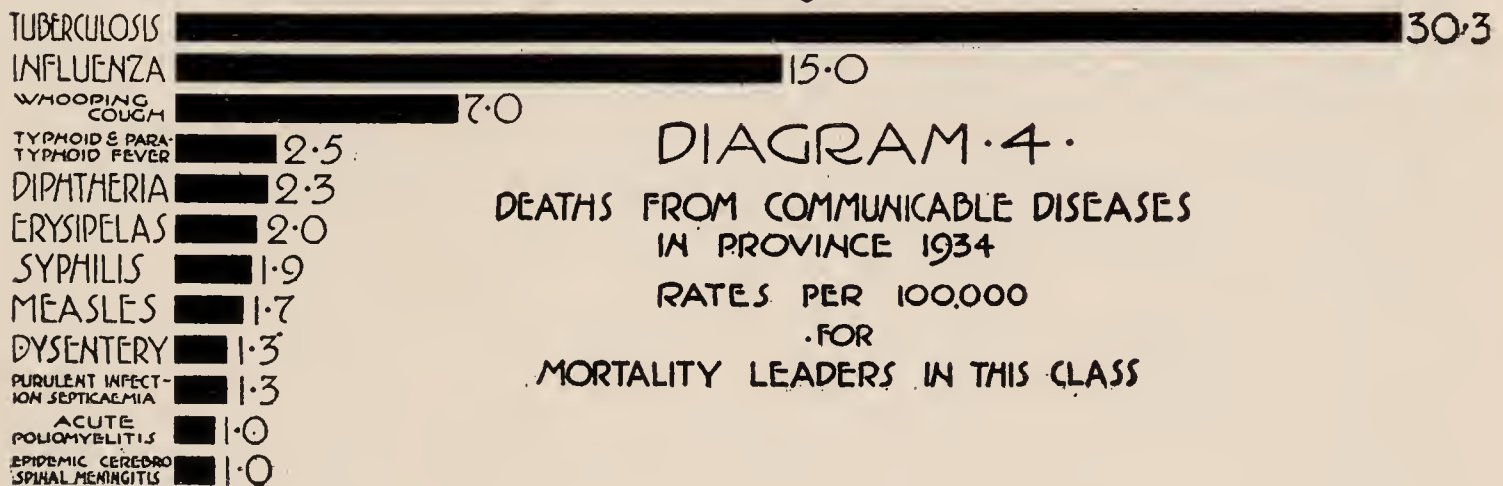 TUBERCULOSIS 30·3
INFLUENZA 15·0
WHOOPING
COUGH 7·0
TYPHOID & PARA-
TYPHOID FEVER 2·5
DIPHTHERIA 2·3
ERYSIPELAS 2·0
SYPHILIS 1·9
MEASLES 1·7
DYSENTERY 1·3
PURULENT INFECT-
ION SEPTICAEMIA 1·3
ACUTE
POLIOMYELITIS 1·0
EPIDEMIC CEREBRO
SPINAL MENINGITIS 1·0
DIAGRAM·4·
DEATHS FROM COMMUNICABLE DISEASES
IN PROVINCE 1934
RATES PER 100,000
·FOR
MORTALITY LEADERS IN THIS CLASS